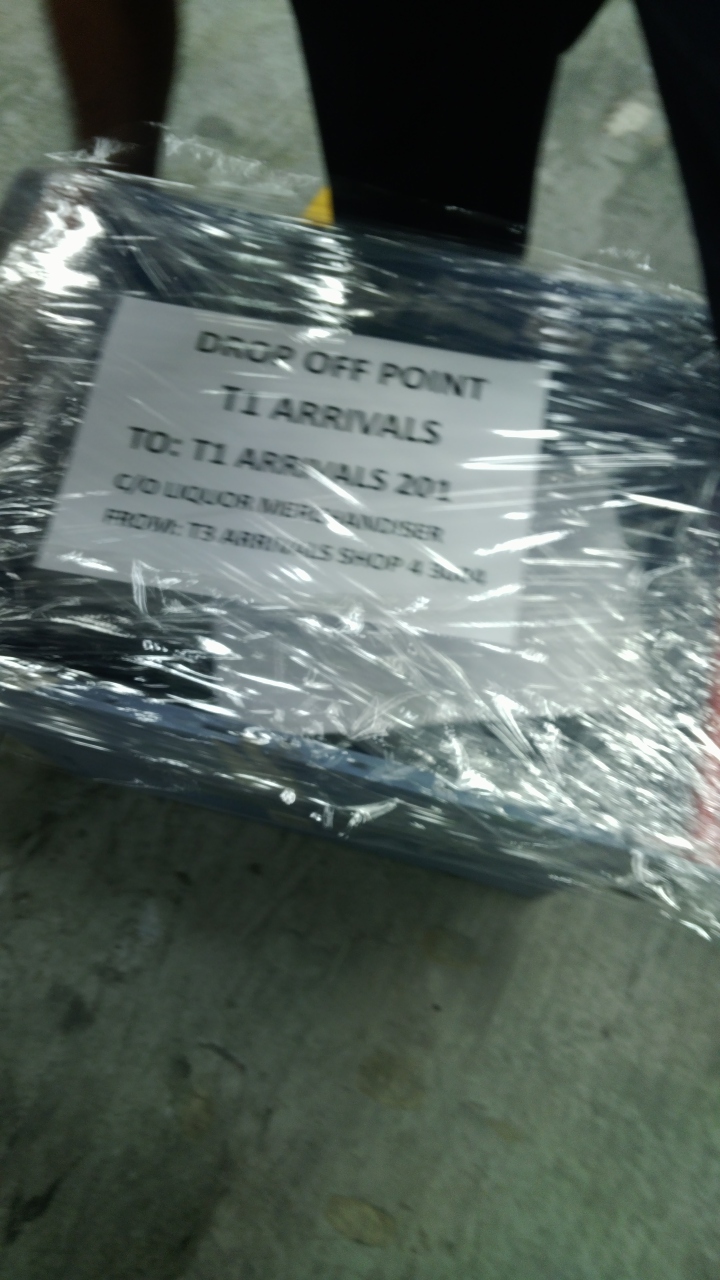 DROP OFF POINT
T1 ARRIVALS
TO: T1 ARRIVALS 201
C/O LIQUOR MERCHANDISER
FROM: T3 ARRIVALS SHOP 4